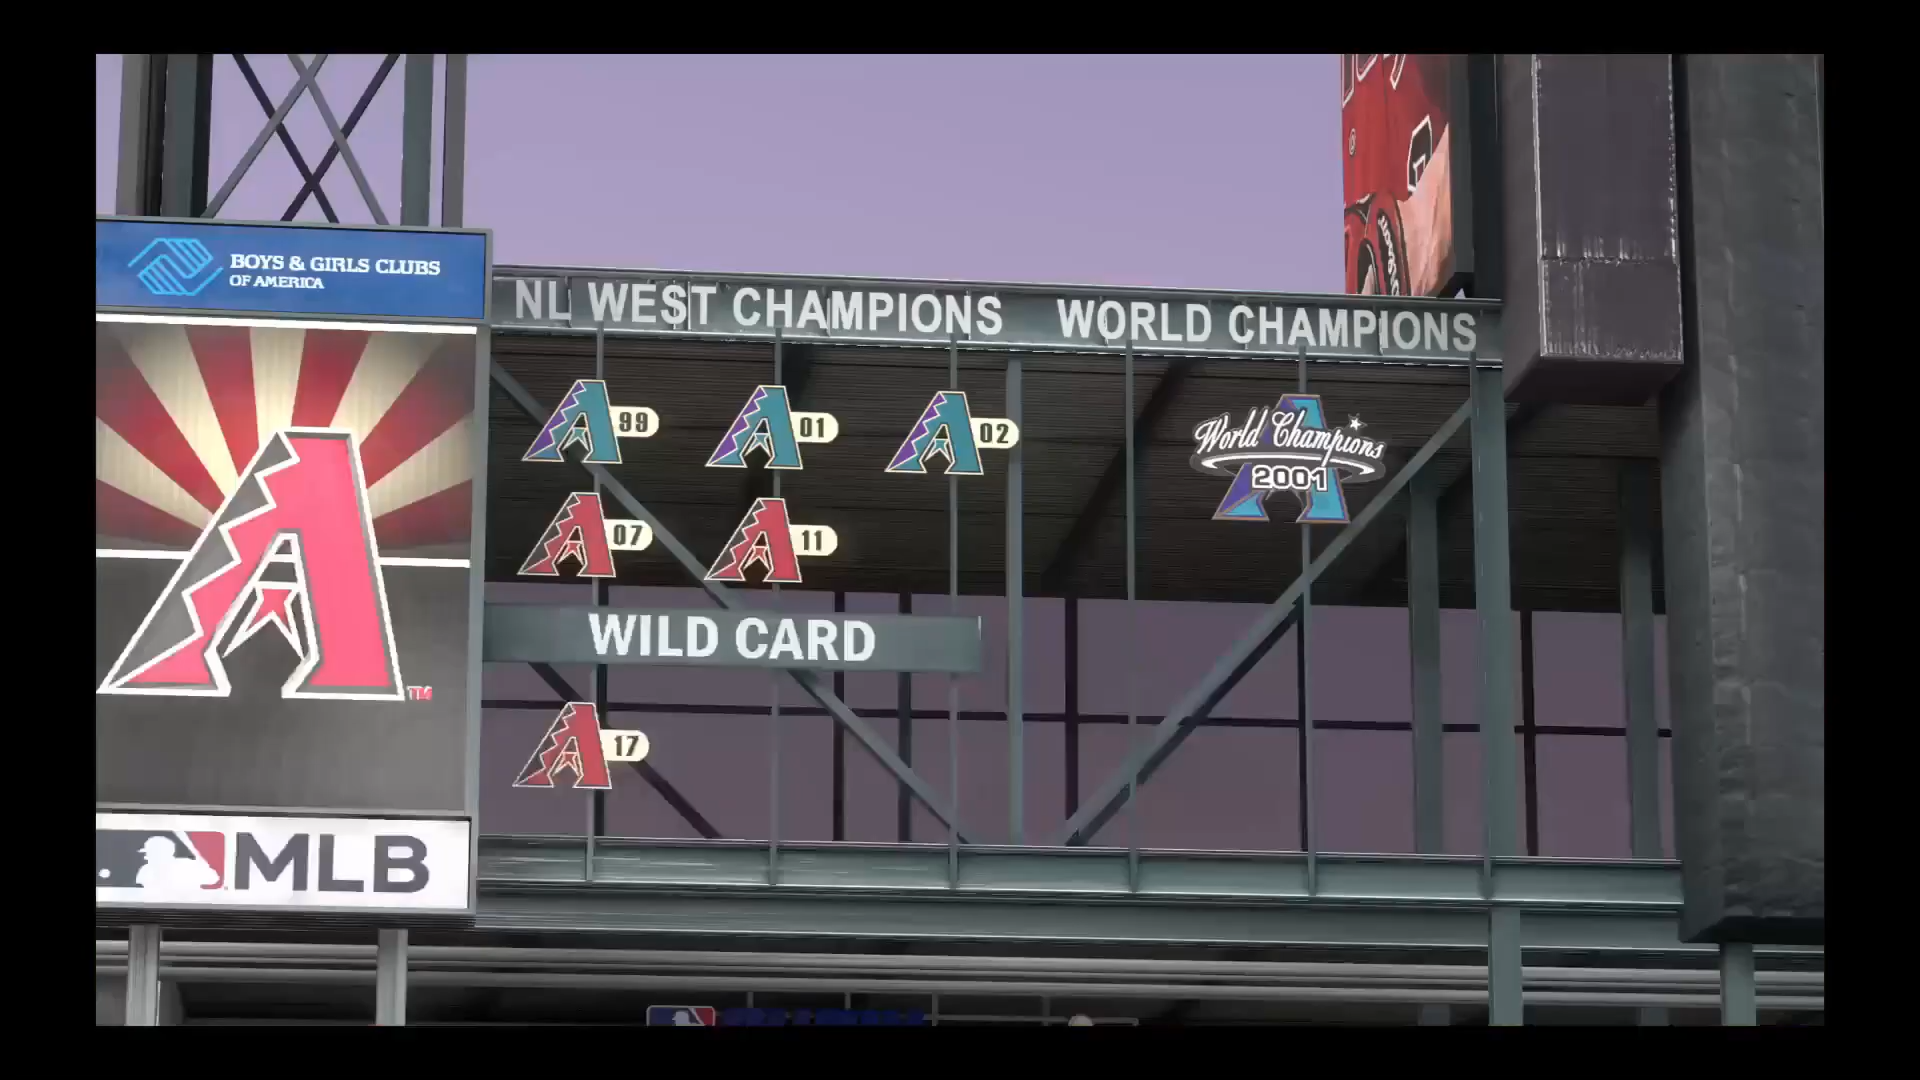 BOYS & GIRLS CLUBS
OF AMERICA
NL WEST CHAMPIONS
WORLD CHAMPIONS
99
01
02
World Champions
2001
07
11
WILD CARD
TM
17
MLB